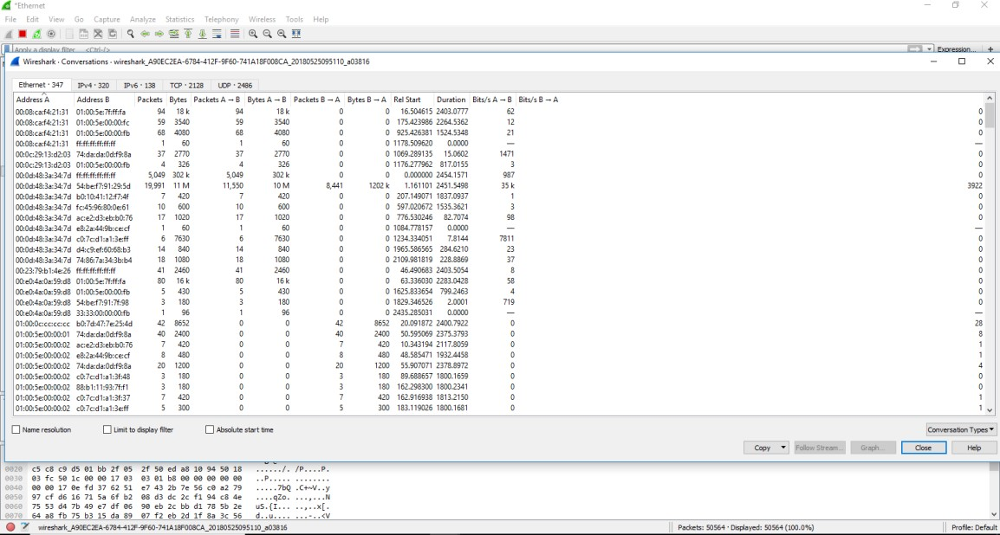 *Ethernet
File Edit View Go Capture Analyze Statistics Telephony Wireless Tools Help
Apply a display filter ... <Ctrl-/> Expression... +
Wireshark · Conversations · wireshark_A90EC2EA-6784-412F-9F60-741A18F008CA_20180525095110_a03816
Ethernet · 347 IPv4 · 320 IPv6 · 138 TCP · 2128 UDP · 2486
Address A Address B Packets Bytes Packets A → B Bytes A → B Packets B → A Bytes B → A Rel Start Duration Bits/s A → B Bits/s B → A
00:08:ca:f4:21:31 01:00:5e:7f:ff:fa 94 18 k 94 18 k 0 0 16.504615 2403.0777 62 0
00:08:ca:f4:21:31 01:00:5e:00:00:fc 59 3540 59 3540 0 0 175.423986 2264.5362 12 0
00:08:ca:f4:21:31 01:00:5e:00:00:fb 68 4080 68 4080 0 0 925.426381 1524.5348 21 0
00:08:ca:f4:21:31 ff:ff:ff:ff:ff:ff 1 60 1 60 0 0 1178.509620 0.0000 — —
00:0c:29:13:d2:03 74:da:da:0d:f9:8a 37 2770 37 2770 0 0 1069.289135 15.0602 1471 0
00:0c:29:13:d2:03 01:00:5e:00:00:fb 4 326 4 326 0 0 1176.277962 817.0155 3 0
00:0d:48:3a:34:7d ff:ff:ff:ff:ff:ff 5,049 302 k 5,049 302 k 0 0 0.000000 2454.1571 987 0
00:0d:48:3a:34:7d 54:be:f7:91:29:5d 19,991 11 M 11,550 10 M 8,441 1202 k 1.161101 2451.5498 35 k 3922
00:0d:48:3a:34:7d b0:10:41:12:f7:4f 7 420 7 420 0 0 207.149071 1837.0937 1 0
00:0d:48:3a:34:7d fc:45:96:80:0e:61 10 600 10 600 0 0 597.020672 1535.3621 3 0
00:0d:48:3a:34:7d ac:e2:d3:eb:b0:76 17 1020 17 1020 0 0 776.530246 82.7074 98 0
00:0d:48:3a:34:7d e8:2a:44:9b:ce:cf 1 60 1 60 0 0 1084.778157 0.0000 — —
00:0d:48:3a:34:7d c0:7c:d1:a1:3e:ff 6 7630 6 7630 0 0 1234.334051 7.8144 7811 0
00:0d:48:3a:34:7d d4:c9:ef:60:68:b3 14 840 14 840 0 0 1965.586565 284.6210 23 0
00:0d:48:3a:34:7d 74:86:7a:34:3b:b4 18 1080 18 1080 0 0 2109.981819 228.8869 37 0
00:23:79:b1:4e:26 ff:ff:ff:ff:ff:ff 41 2460 41 2460 0 0 46.490683 2403.5054 8 0
00:e0:4a:0a:59:d8 01:00:5e:7f:ff:fa 80 16 k 80 16 k 0 0 63.336030 2283.0428 58 0
00:e0:4a:0a:59:d8 01:00:5e:00:00:fb 5 430 5 430 0 0 1625.833654 799.2463 4 0
00:e0:4a:0a:59:d8 54:be:f7:91:7f:98 3 180 3 180 0 0 1829.346526 2.0001 719 0
00:e0:4a:0a:59:d8 33:33:00:00:00:fb 1 96 1 96 0 0 2435.285031 0.0000 — —
01:00:0c:cc:cc:cc b0:7d:47:7e:25:4d 42 8652 0 0 42 8652 20.091872 2400.7922 0 28
01:00:5e:00:00:01 74:da:da:0d:f9:8a 40 2400 0 0 40 2400 50.595069 2375.3793 0 8
01:00:5e:00:00:02 ac:e2:d3:eb:b0:76 7 420 0 0 7 420 10.343194 2117.8059 0 1
01:00:5e:00:00:02 e8:2a:44:9b:ce:cf 8 480 0 0 8 480 48.585471 1932.4458 0 1
01:00:5e:00:00:02 74:da:da:0d:f9:8a 20 1200 0 0 20 1200 55.907071 2378.8972 0 4
01:00:5e:00:00:02 c0:7c:d1:a1:3f:48 3 180 0 0 3 180 89.688657 1800.1659 0 0
01:00:5e:00:00:02 88:b1:11:93:7f:f1 3 180 0 0 3 180 162.298300 1800.2341 0 0
01:00:5e:00:00:02 c0:7c:d1:a1:3f:37 7 420 0 0 7 420 162.916938 1813.2150 0 1
01:00:5e:00:00:02 c0:7c:d1:a1:3e:ff 5 300 0 0 5 300 183.119026 1800.1681 0 1
Name resolution Limit to display filter Absolute start time Conversation Types
Copy Follow Stream... Graph... Close Help
0020 c5 c8 c9 d5 01 bb 2f 05 2f 50 ed a8 10 94 50 18 ....../. /P....P.
0030 03 fc 50 1c 00 00 17 03 03 01 b8 00 00 00 00 00 ..P..... ........
0040 00 00 17 0e fd 37 62 51 e7 43 2b 7e 56 c0 a2 79 .....7bQ .C+~V..y
0050 97 cf d6 16 71 5a 6f b2 08 d3 dc 2c f1 94 c8 4e ....qZo. ...,...N
0060 75 53 d4 7b 49 e7 df 06 90 eb 2c bb d1 78 5b 2e uS.{I... ..,..x[.
0070 64 a8 fb 75 b3 15 da 89 07 f2 eb 2d 1f 8a 3c 56 d..u.... ...-..<V
wireshark_A90EC2EA-6784-412F-9F60-741A18F008CA_20180525095110_a03816 Packets: 50564 · Displayed: 50564 (100.0%) Profile: Default